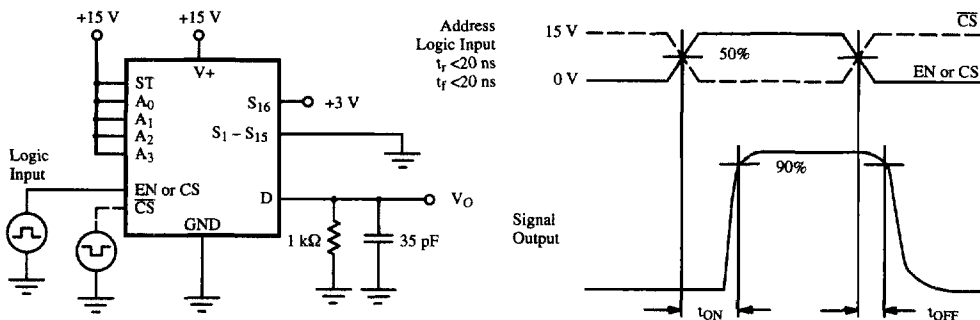 +15 V
+15 V
V+
ST
A0
A1
A2
A3
S16
+3 V
S1 – S15
Logic
Input
EN or CS
CS
D
VO
GND
1 kΩ
35 pF
Address
Logic Input
tr <20 ns
tf <20 ns
15 V
0 V
50%
CS
EN or CS
90%
Signal
Output
tON
tOFF